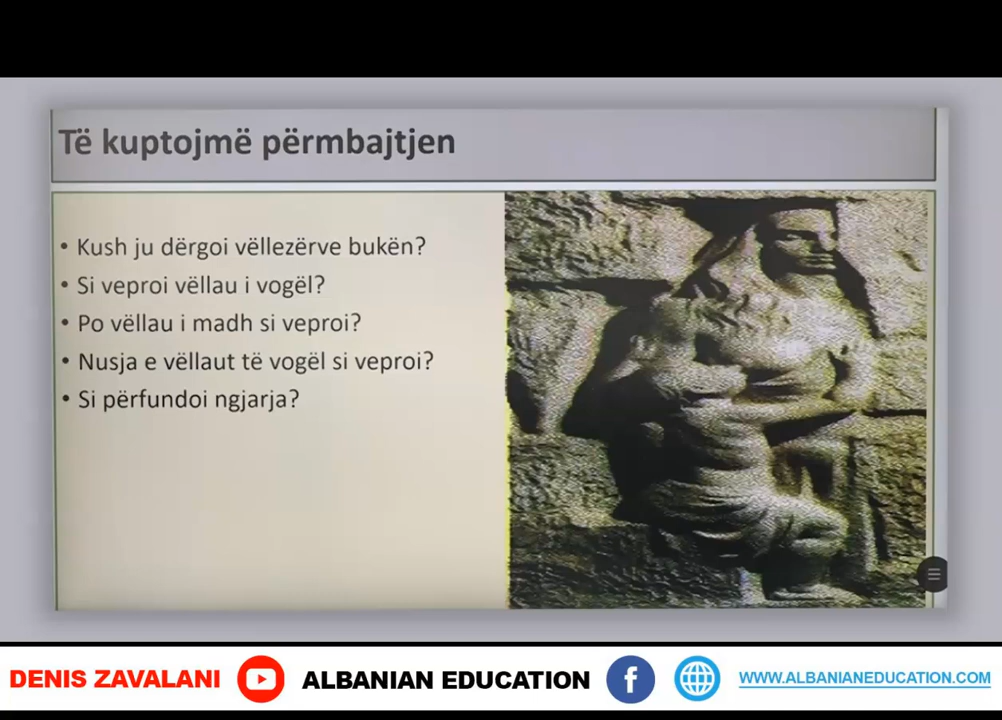 Të kuptojmë përmbajtjen
• Kush ju dërgoi vëllezërve bukën?
• Si veproi vëllau i vogël?
• Po vëllau i madh si veproi?
• Nusja e vëllaut të vogël si veproi?
• Si përfundoi ngjarja?
DENIS ZAVALANI ALBANIAN EDUCATION f WWW.ALBANIANEDUCATION.COM